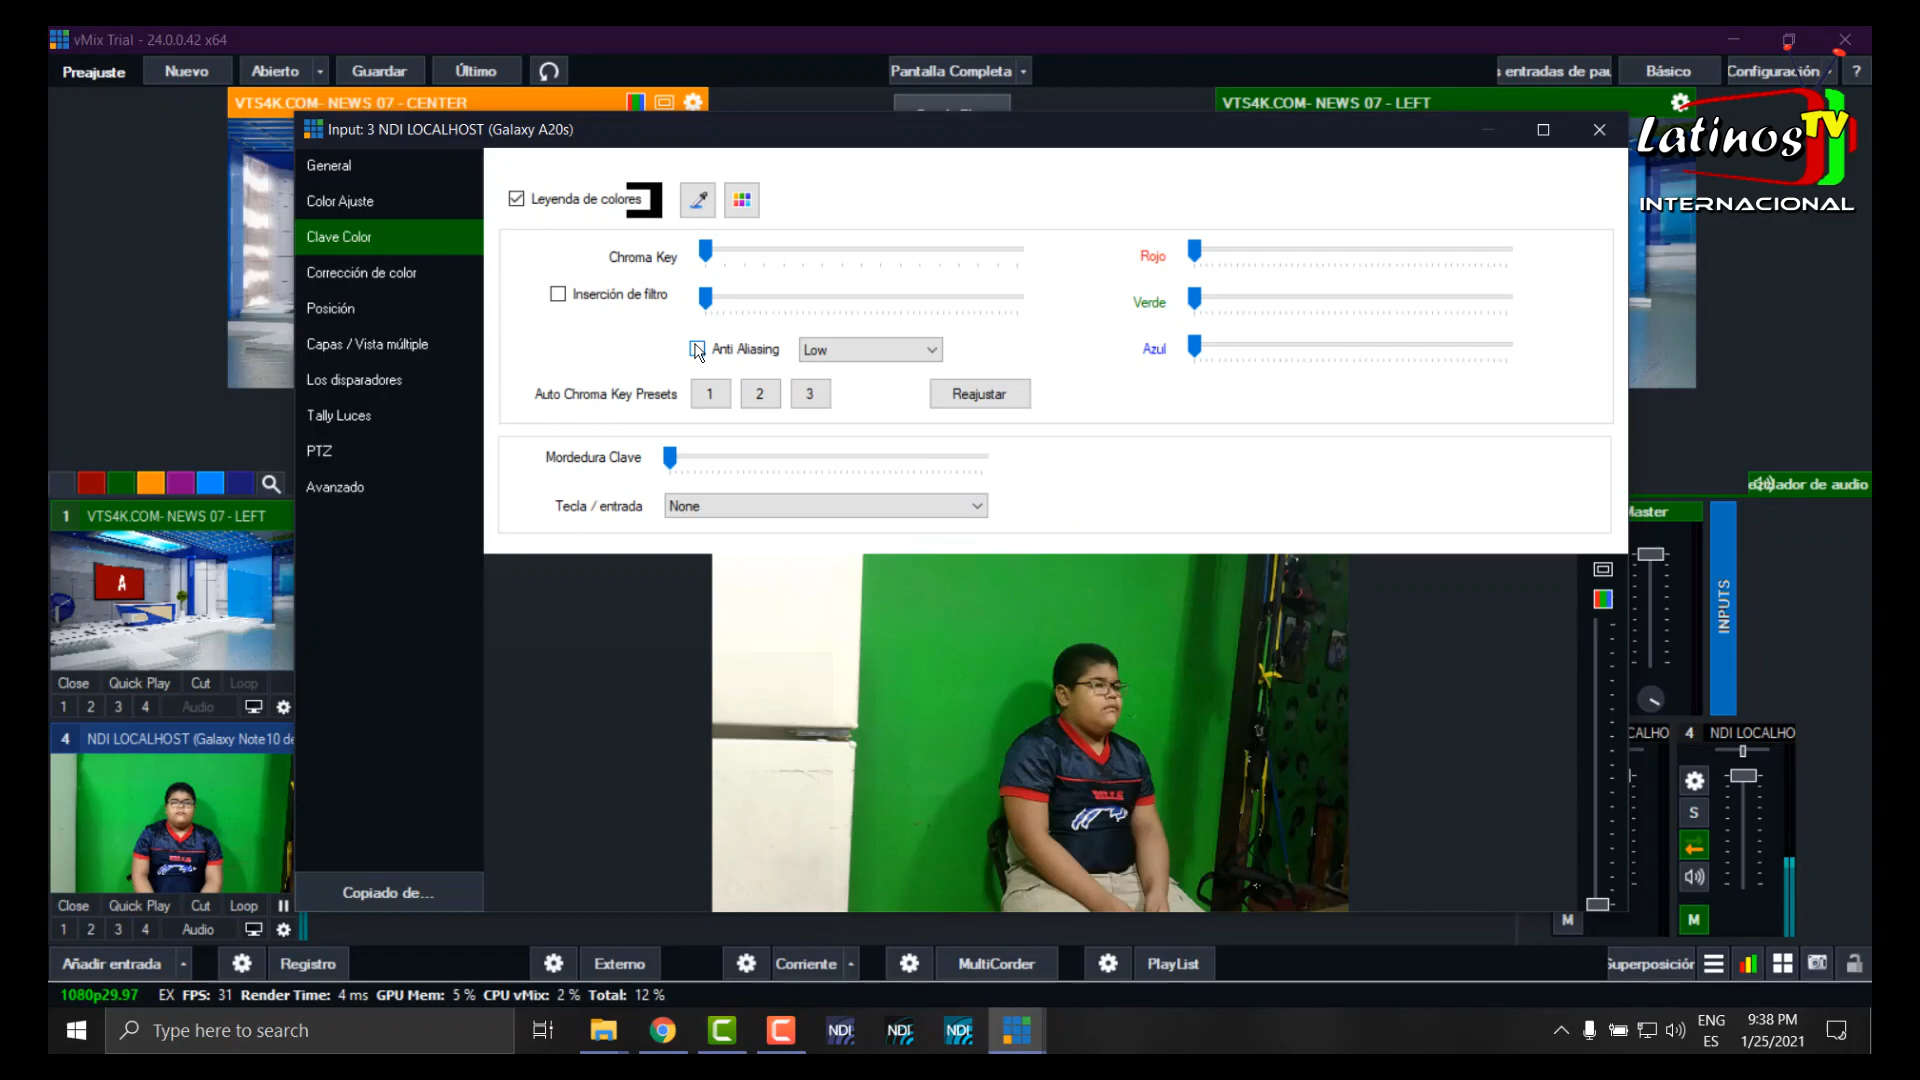 vMix Trial - 24.0.0.42 x64
Preajuste Nuevo Abierto Guardar Último Pantalla Completa Básico Configuración ?
VTS4K.COM- NEWS 07 - CENTER
VTS4K.COM- NEWS 07 - LEFT
Input: 3 NDI LOCALHOST (Galaxy A20s)
Latinos TV
INTERNACIONAL
General
Color Ajuste
Clave Color
Corrección de color
Posición
Capas / Vista múltiple
Los disparadores
Tally Luces
PTZ
Avanzado
Copiado de...
Leyenda de colores
Chroma Key
Inserción de filtro
Anti Aliasing Low
Auto Chroma Key Presets 1 2 3 Reajustar
Rojo
Verde
Azul
Mordedura Clave
Tecla / entrada None
1 VTS4K.COM- NEWS 07 - LEFT
A
Close Quick Play Cut Loop
1 2 3 4 Audio
4 NDI LOCALHOST (Galaxy Note10 de
Close Quick Play Cut Loop
1 2 3 4 Audio
BILLS
de audio
INPUTS
4 NDI LOCALHO
S
M
M
Añadir entrada Registro Externo Corriente MultiCorder PlayList
1080p29.97 EX FPS: 31 Render Time: 4 ms GPU Mem: 5 % CPU vMix: 2 % Total: 12 %
Type here to search
NDI NDI NDI
ENG
ES
9:38 PM
1/25/2021